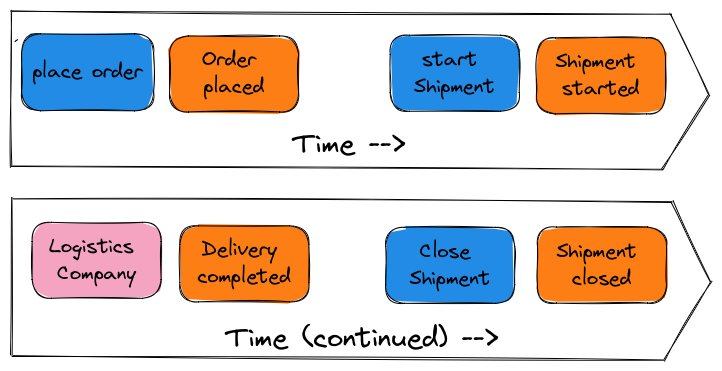 place order
Order
placed
start
Shipment
Shipment
started
Time -->
Logistics
Company
Delivery
completed
Close
Shipment
Shipment
closed
Time (continued) -->